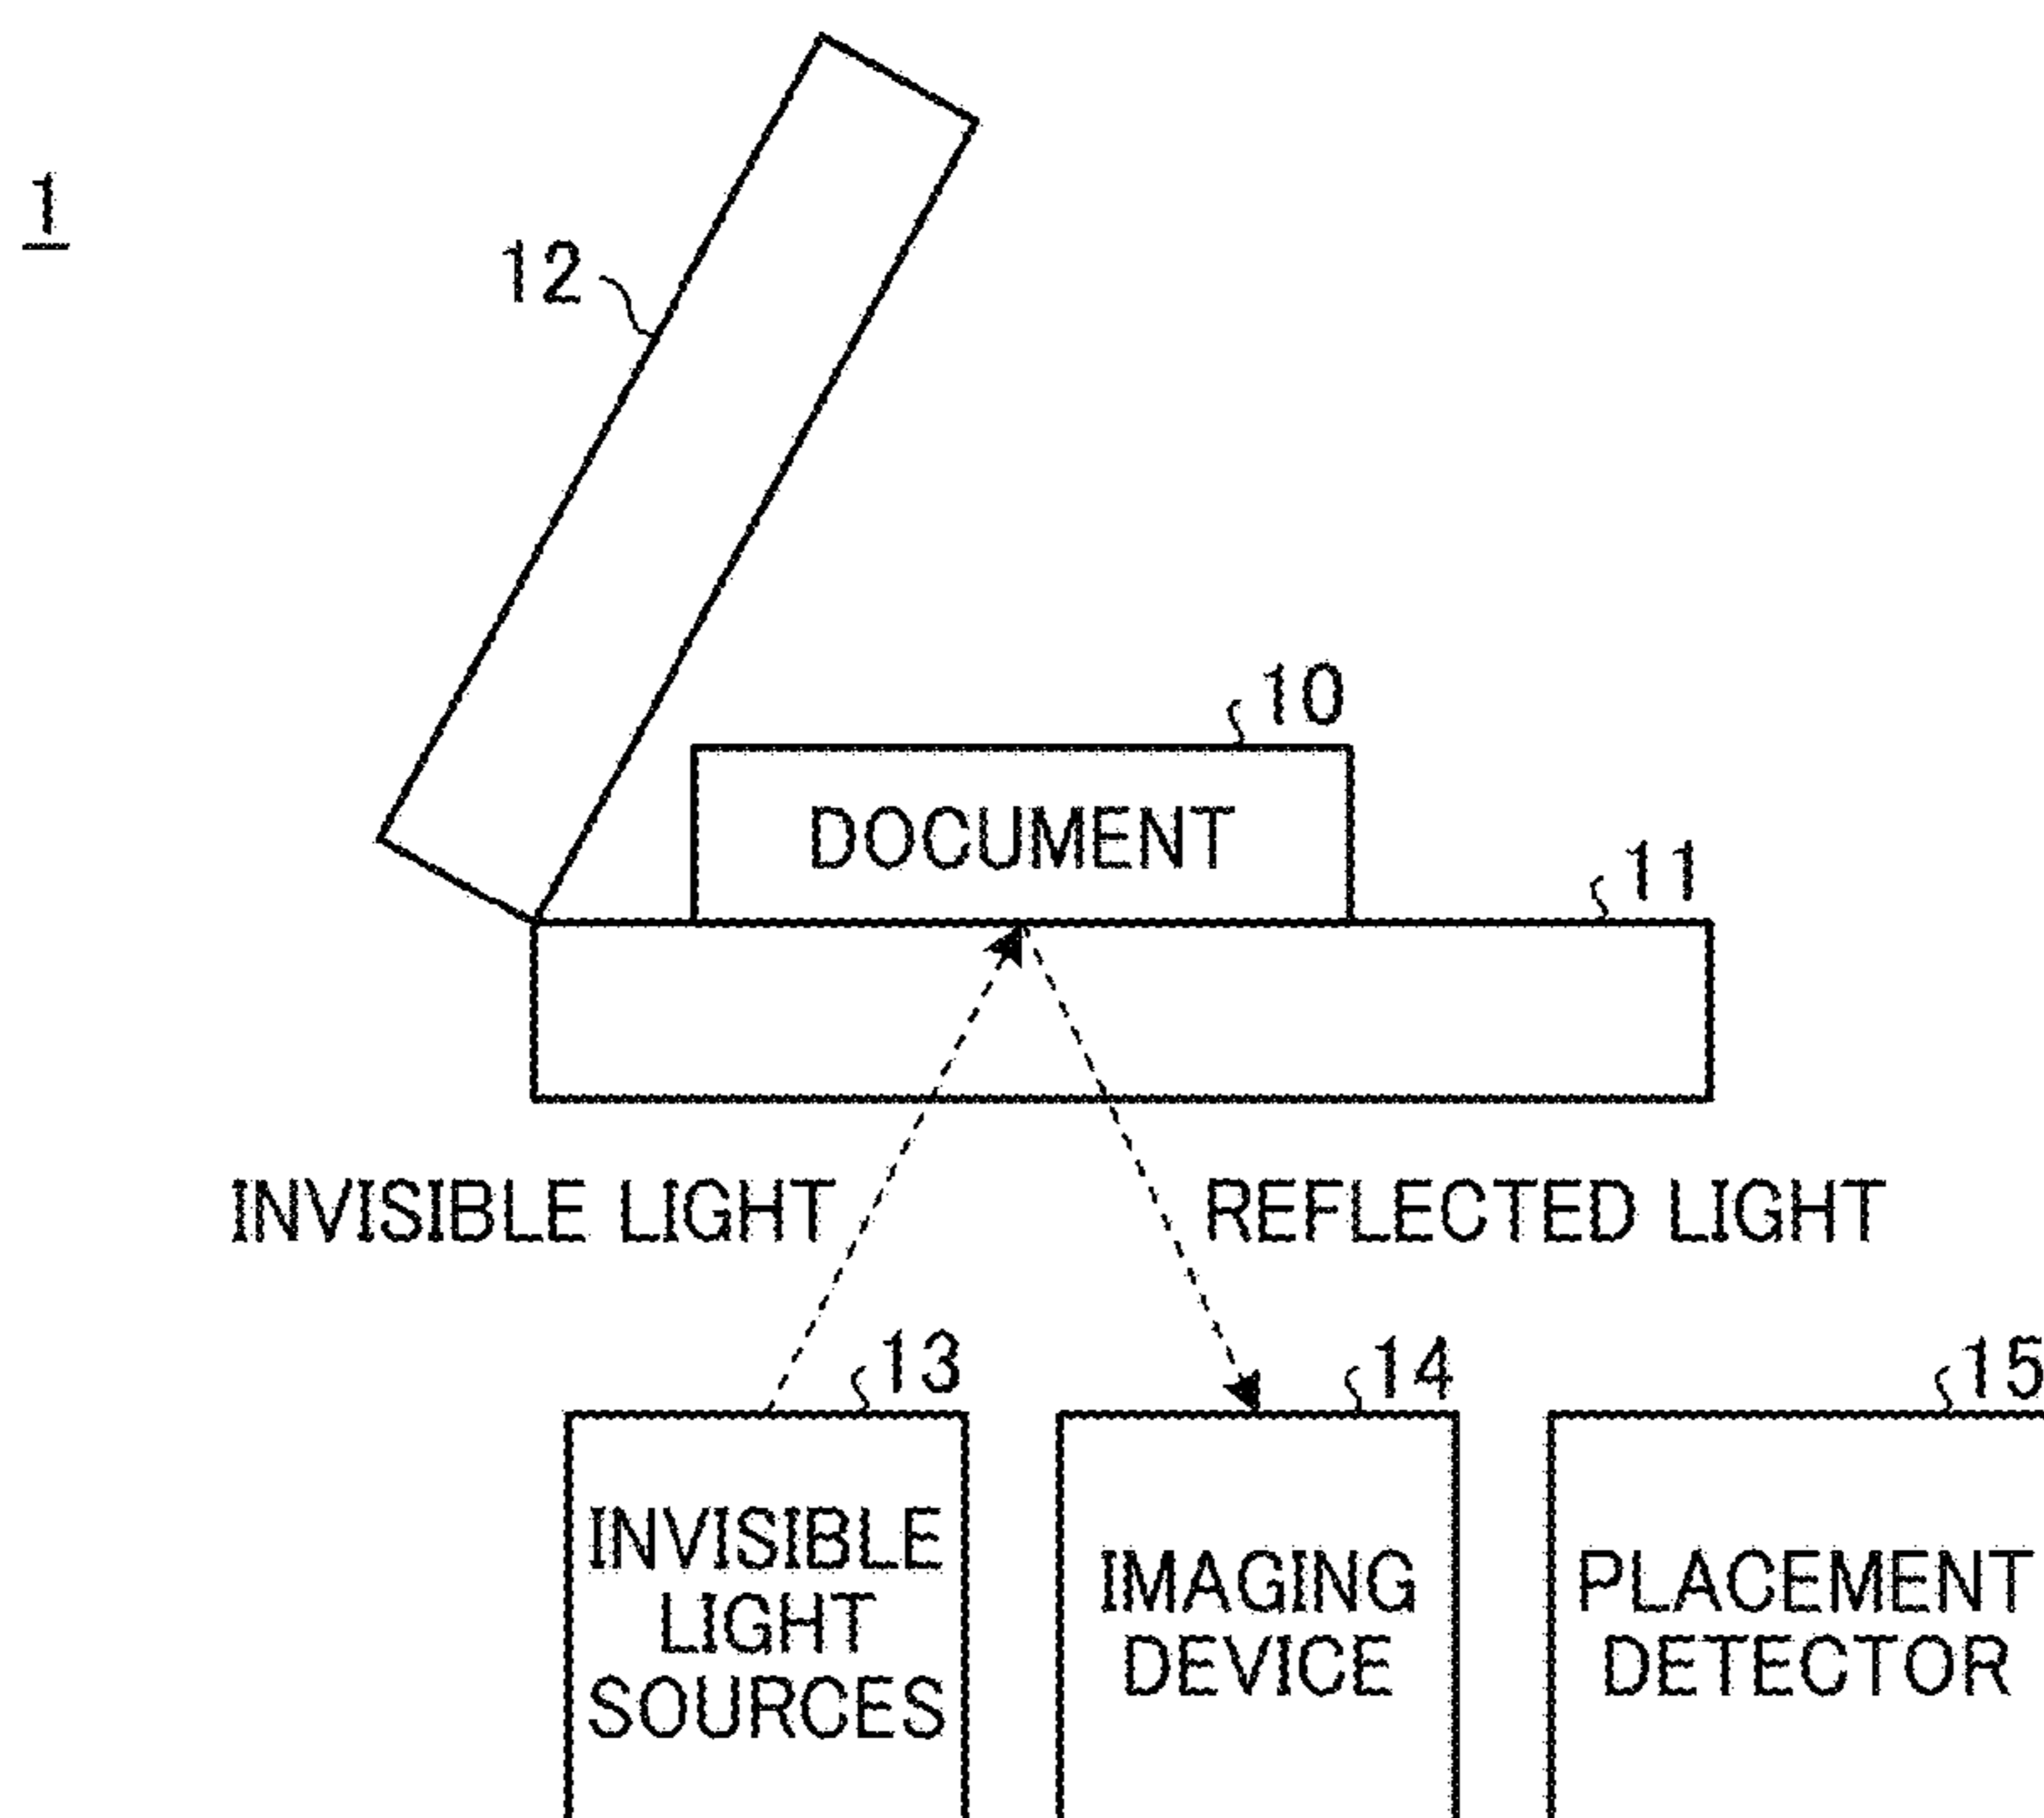 1
12
10
DOCUMENT
11
INVISIBLE LIGHT
REFLECTED LIGHT
13
14
15
INVISIBLE
LIGHT
SOURCES
IMAGING
DEVICE
PLACEMENT
DETECTOR